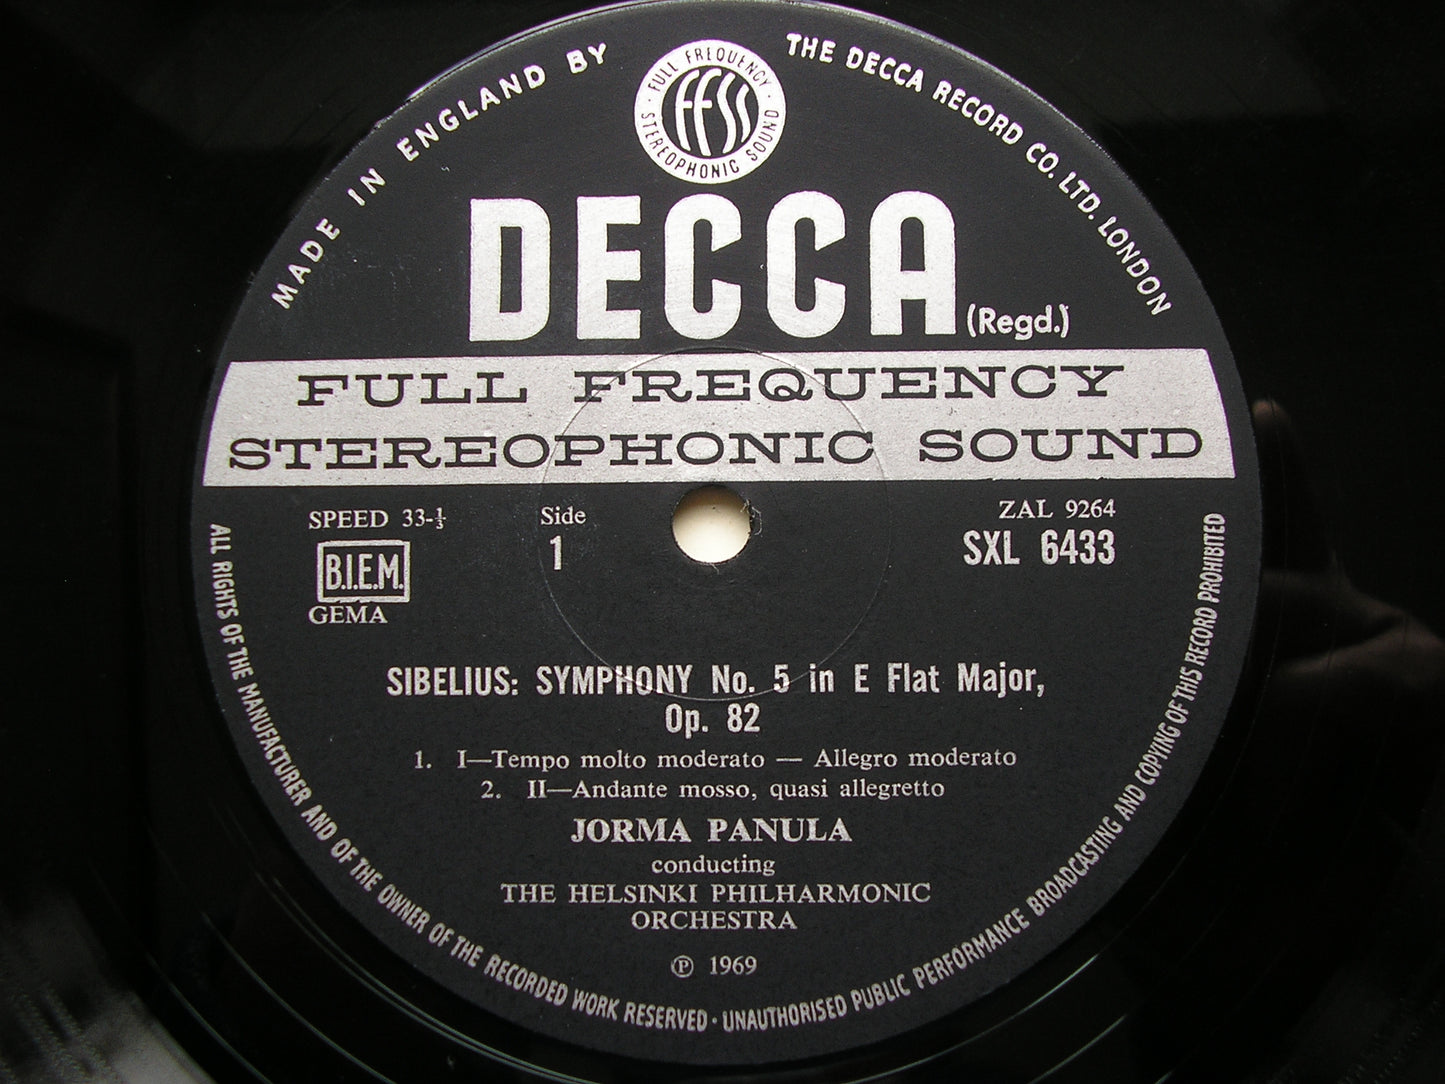 MADE IN ENGLAND BY
THE DECCA RECORD CO. LTD. LONDON
· FULL FREQUENCY ·
STEREOPHONIC SOUND
FFSS
DECCA (Regd.)
FULL FREQUENCY
STEREOPHONIC SOUND
SPEED 33-⅓
Side
1
ZAL 9264
SXL 6433
B.I.E.M.
GEMA
SIBELIUS: SYMPHONY No. 5 in E Flat Major,
Op. 82
1. I—Tempo molto moderato — Allegro moderato
2. II—Andante mosso, quasi allegretto
JORMA PANULA
conducting
THE HELSINKI PHILHARMONIC
ORCHESTRA
℗ 1969
ALL RIGHTS OF THE MANUFACTURER AND OF THE OWNER OF THE RECORDED WORK RESERVED · UNAUTHORISED PUBLIC PERFORMANCE BROADCASTING AND COPYING OF THIS RECORD PROHIBITED